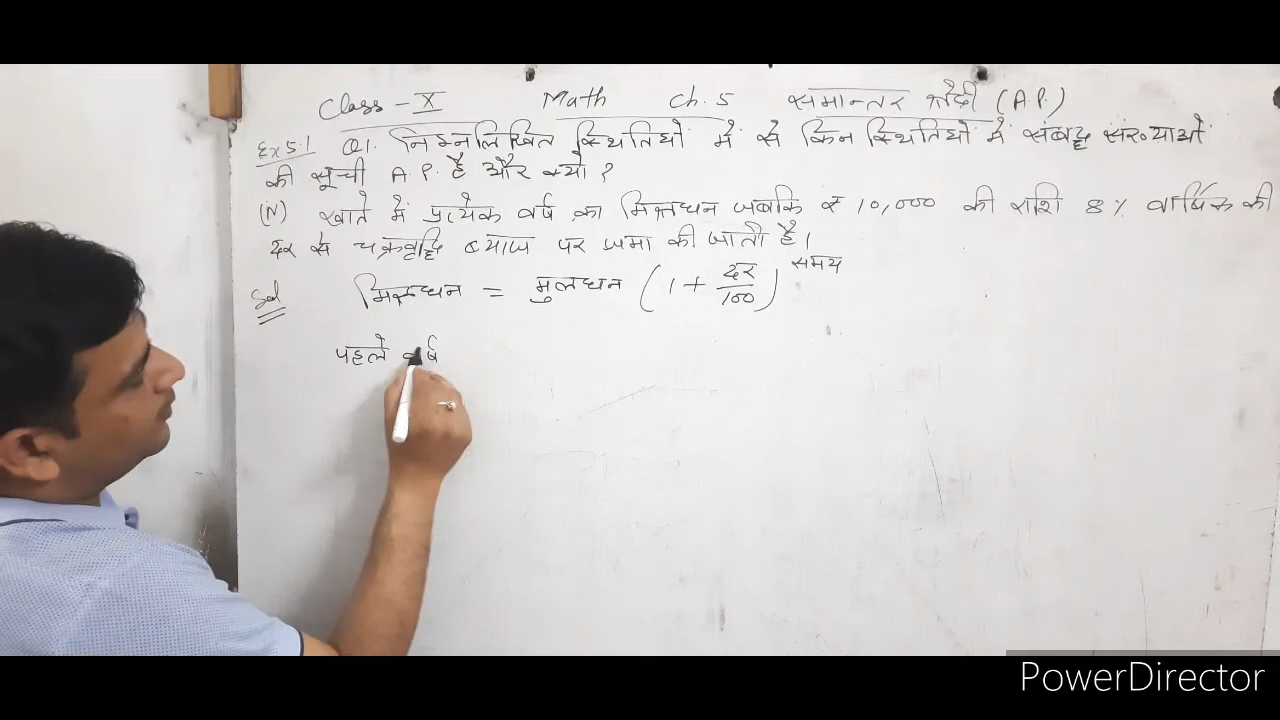 Class - X Math Ch. 5 समान्तर श्रेढ़ी (A.P.)
Ex 5.1 Q1. निम्नलिखित स्थितियों में से किन स्थितियों में संबद्ध संख्याओं
की सूची A.P. है और क्यों ?
(iv) खाते में प्रत्येक वर्ष का मिश्रधन जबकि ₹ 10,000 की राशि 8% वार्षिक की
दर से चक्रवृद्धि ब्याज पर जमा की जाती है।
Sol मिश्रधन = मुलधन (1 + दर/100)^समय
पहले वर्ष
PowerDirector